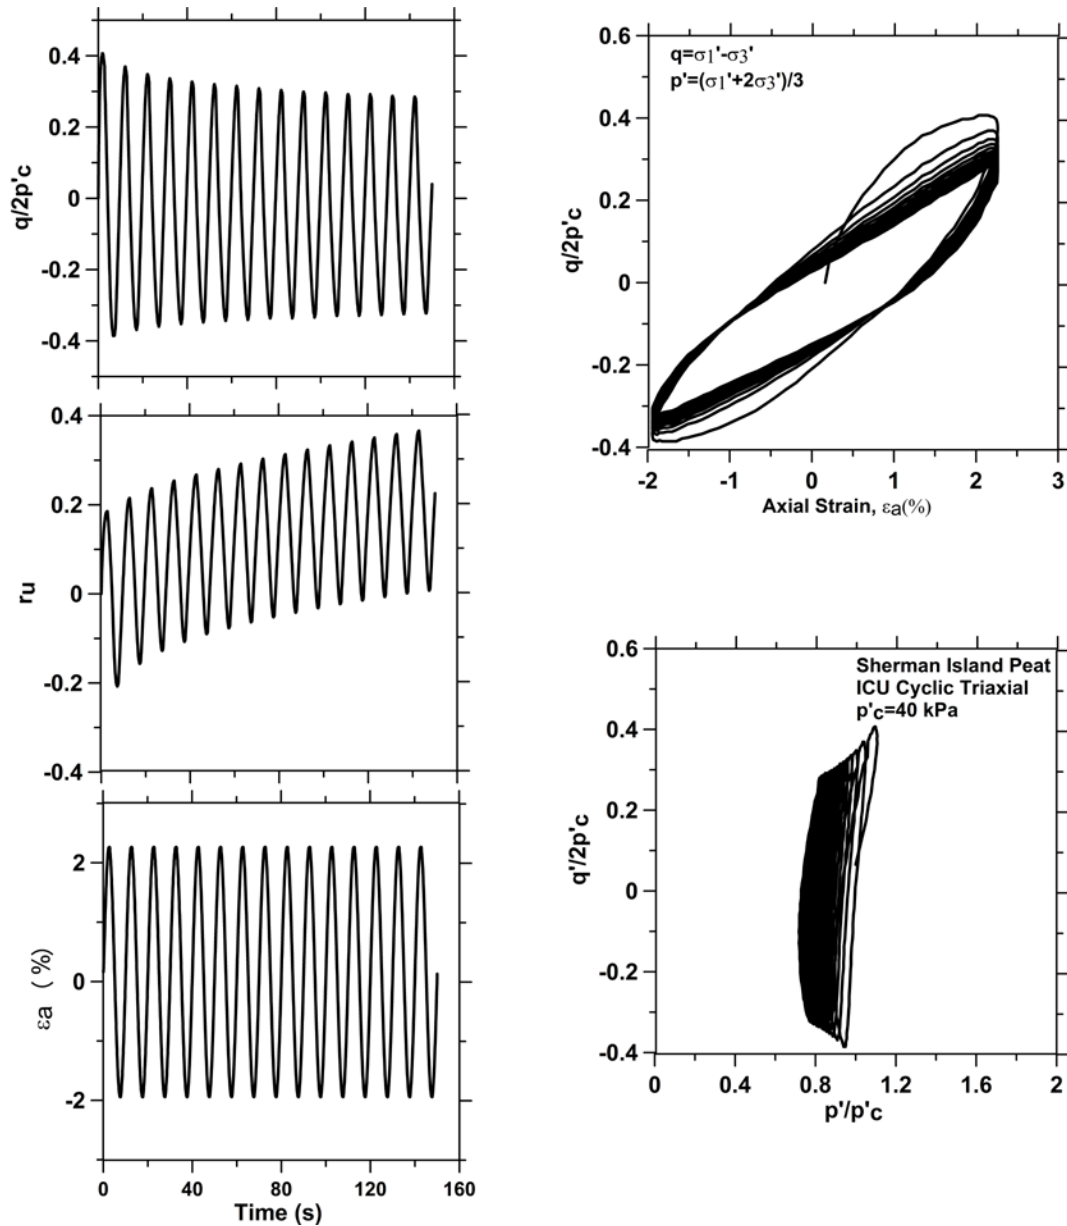 q/2p'c
0.4
0.2
0
-0.2
-0.4
ru
0.4
0.2
0
-0.2
-0.4
εa ( %)
2
0
-2
0 40 80 120 160
Time (s)
q/2p'c
0.6
0.4
0.2
0
-0.2
-0.4
q=σ1'-σ3'
p'=(σ1'+2σ3')/3
-2 -1 0 1 2 3
Axial Strain, εa(%)
q'/2p'c
0.6
0.4
0.2
0
-0.2
-0.4
Sherman Island Peat
ICU Cyclic Triaxial
p'c=40 kPa
0 0.4 0.8 1.2 1.6 2
p'/p'c